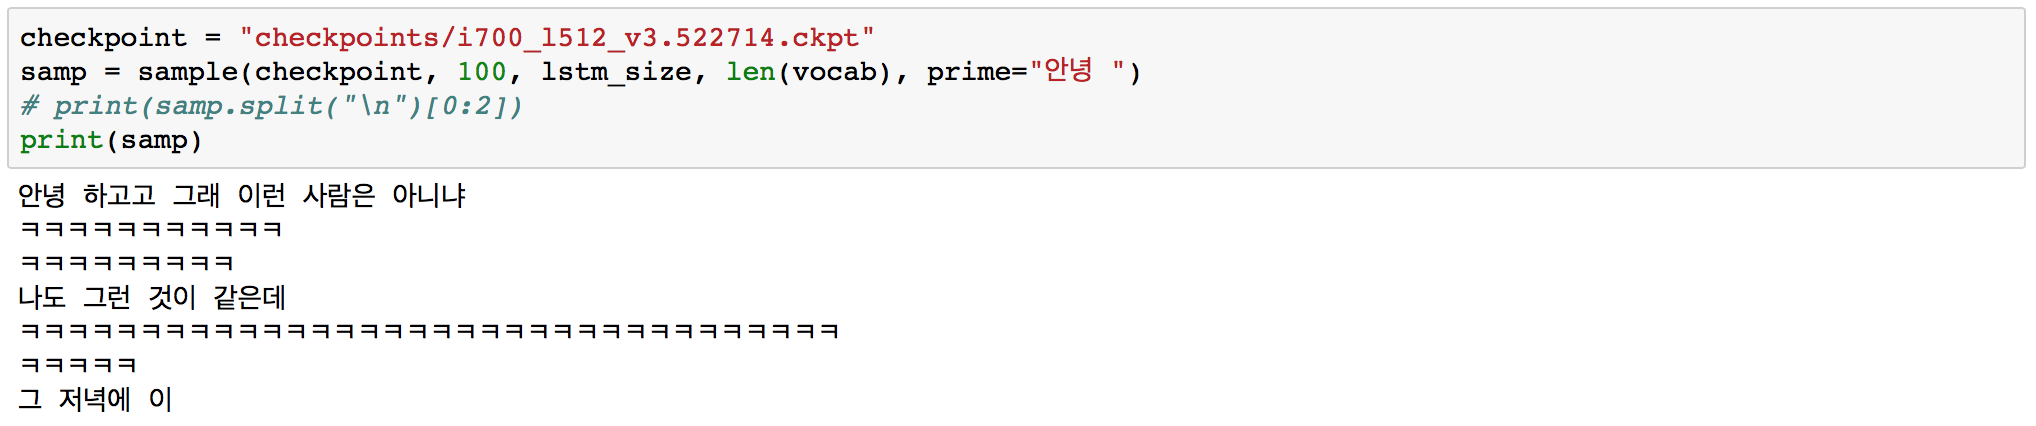 checkpoint = "checkpoints/i700_l512_v3.522714.ckpt"
samp = sample(checkpoint, 100, lstm_size, len(vocab), prime="안녕 ")
# print(samp.split("\n")[0:2])
print(samp)
안녕 하고고 그래 이런 사람은 아니냐
ㅋㅋㅋㅋㅋㅋㅋㅋㅋㅋㅋ
ㅋㅋㅋㅋㅋㅋㅋㅋㅋ
나도 그런 것이 같은데
ㅋㅋㅋㅋㅋㅋㅋㅋㅋㅋㅋㅋㅋㅋㅋㅋㅋㅋㅋㅋㅋㅋㅋㅋㅋㅋㅋㅋㅋㅋㅋㅋㅋㅋ
ㅋㅋㅋㅋㅋ
그 저녁에 이